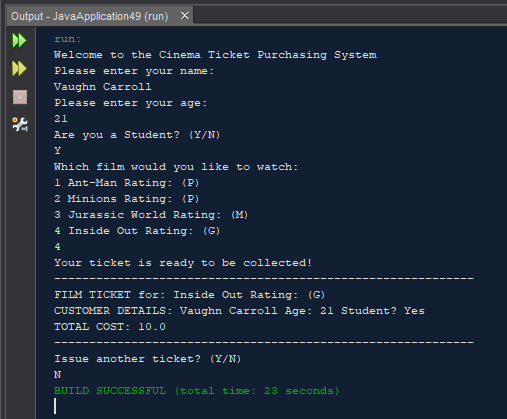 Output - JavaApplication49 (run)
run:
Welcome to the Cinema Ticket Purchasing System
Please enter your name:
Vaughn Carroll
Please enter your age:
21
Are you a Student? (Y/N)
Y
Which film would you like to watch:
1 Ant-Man Rating: (P)
2 Minions Rating: (P)
3 Jurassic World Rating: (M)
4 Inside Out Rating: (G)
4
Your ticket is ready to be collected!
----------------------------------------------------------------
FILM TICKET for: Inside Out Rating: (G)
CUSTOMER DETAILS: Vaughn Carroll Age: 21 Student? Yes
TOTAL COST: 10.0
----------------------------------------------------------------
Issue another ticket? (Y/N)
N
BUILD SUCCESSFUL (total time: 23 seconds)